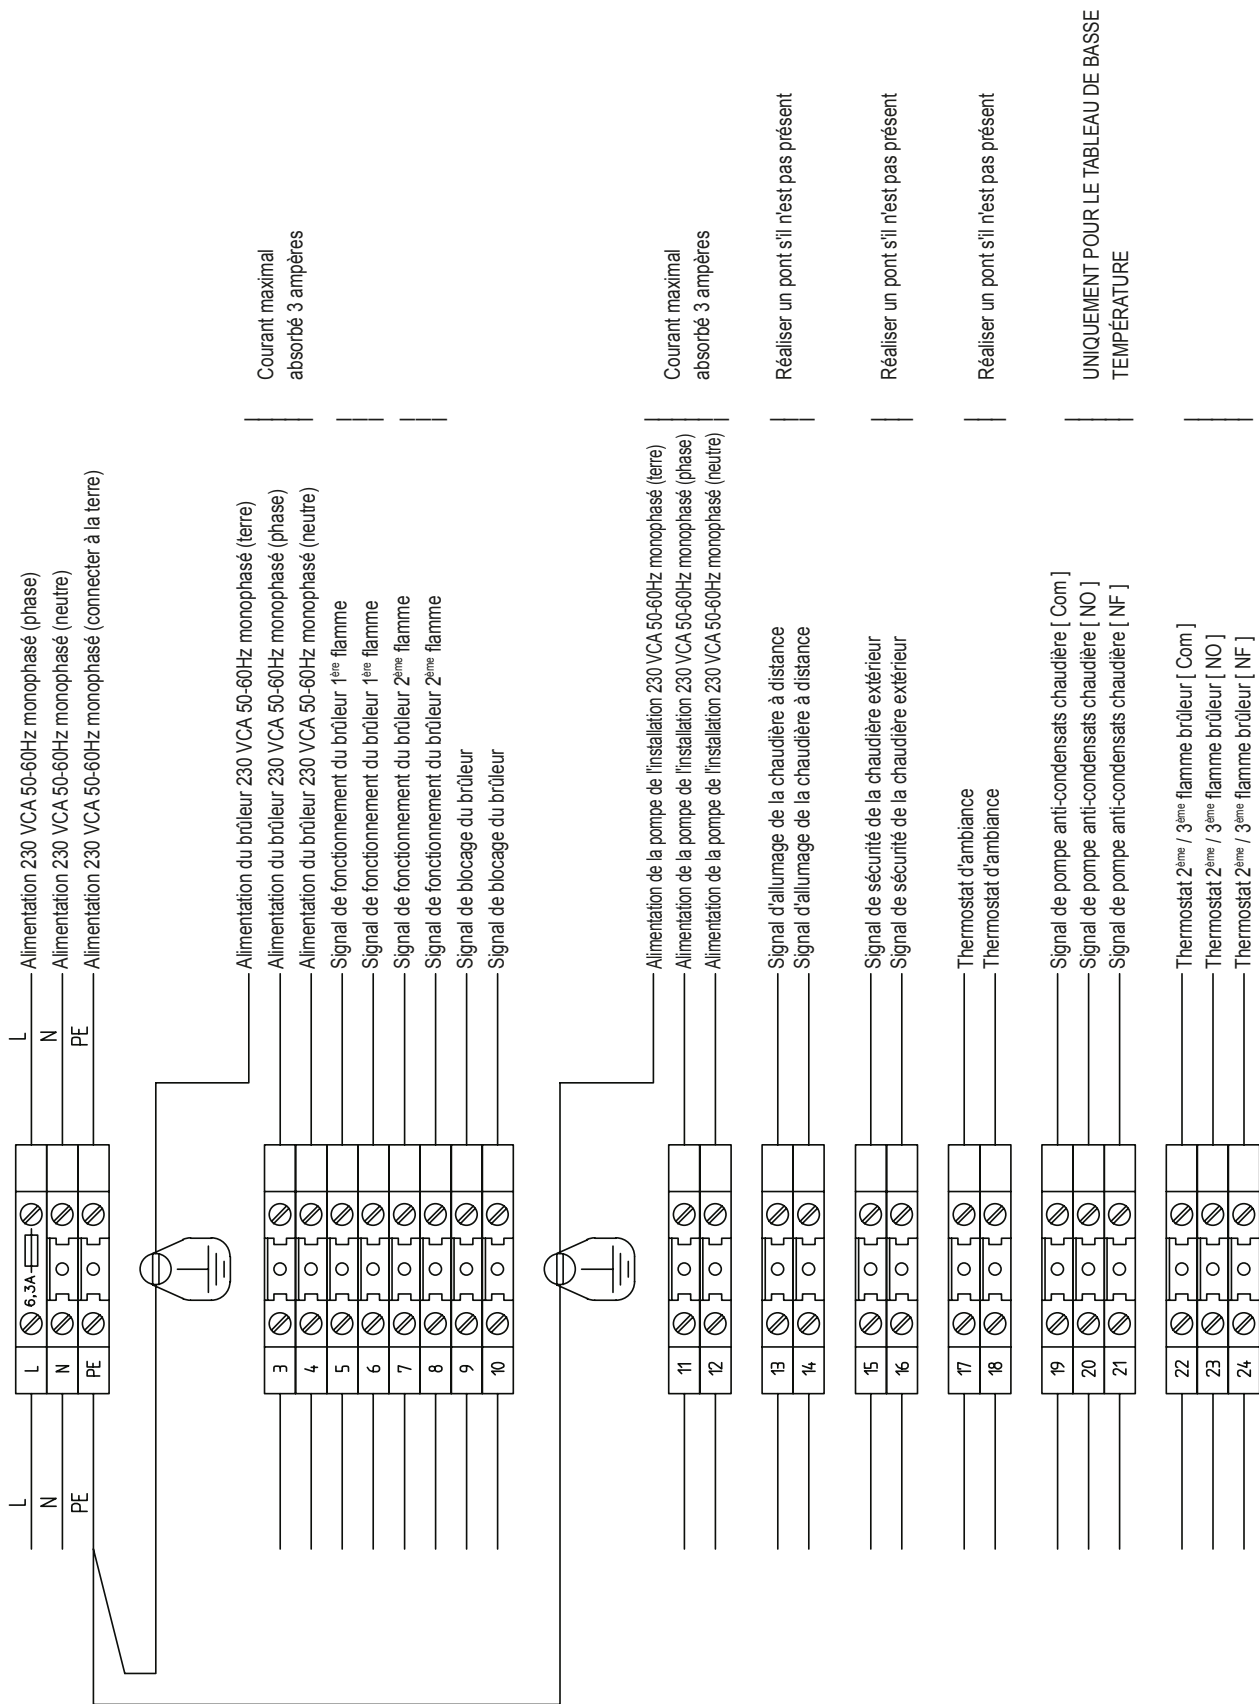 L
N
PE
L
6,3A
L
Alimentation 230 VCA 50-60Hz monophasé (phase)
N
N
Alimentation 230 VCA 50-60Hz monophasé (neutre)
PE
PE
Alimentation 230 VCA 50-60Hz monophasé (connecter à la terre)
Alimentation du brûleur 230 VCA 50-60Hz monophasé (terre)
3
Alimentation du brûleur 230 VCA 50-60Hz monophasé (phase)
4
Alimentation du brûleur 230 VCA 50-60Hz monophasé (neutre)
Courant maximal
absorbé 3 ampères
5
Signal de fonctionnement du brûleur 1ère flamme
6
Signal de fonctionnement du brûleur 1ère flamme
7
Signal de fonctionnement du brûleur 2ème flamme
8
Signal de fonctionnement du brûleur 2ème flamme
9
Signal de blocage du brûleur
10
Signal de blocage du brûleur
Alimentation de la pompe de l'installation 230 VCA 50-60Hz monophasé (terre)
11
Alimentation de la pompe de l'installation 230 VCA 50-60Hz monophasé (phase)
12
Alimentation de la pompe de l'installation 230 VCA 50-60Hz monophasé (neutre)
Courant maximal
absorbé 3 ampères
13
Signal d'allumage de la chaudière à distance
14
Signal d'allumage de la chaudière à distance
Réaliser un pont s'il n'est pas présent
15
Signal de sécurité de la chaudière extérieur
16
Signal de sécurité de la chaudière extérieur
Réaliser un pont s'il n'est pas présent
17
Thermostat d'ambiance
18
Thermostat d'ambiance
Réaliser un pont s'il n'est pas présent
19
Signal de pompe anti-condensats chaudière [ Com ]
20
Signal de pompe anti-condensats chaudière [ NO ]
21
Signal de pompe anti-condensats chaudière [ NF ]
UNIQUEMENT POUR LE TABLEAU DE BASSE
TEMPÉRATURE
22
Thermostat 2ème / 3ème flamme brûleur [ Com ]
23
Thermostat 2ème / 3ème flamme brûleur [ NO ]
24
Thermostat 2ème / 3ème flamme brûleur [ NF ]